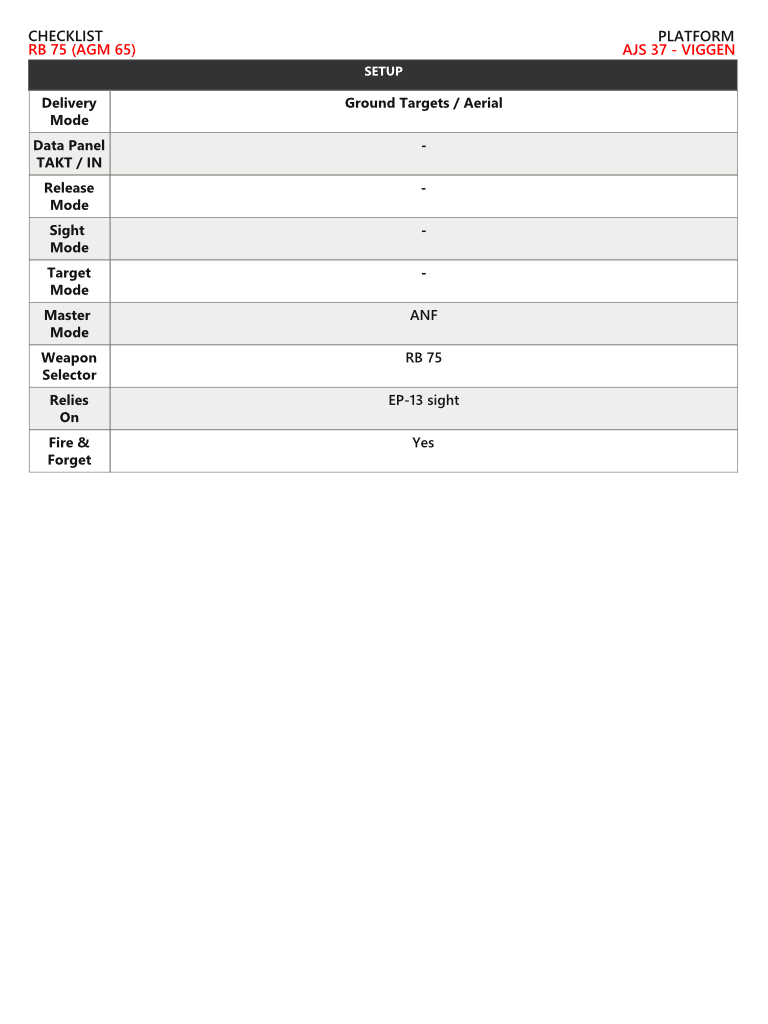 CHECKLIST PLATFORM
RB 75 (AGM 65) AJS 37 - VIGGEN
SETUP
Delivery Ground Targets / Aerial
Mode
Data Panel -
TAKT / IN
Release -
Mode
Sight -
Mode
Target -
Mode
Master ANF
Mode
Weapon RB 75
Selector
Relies EP-13 sight
On
Fire & Yes
Forget